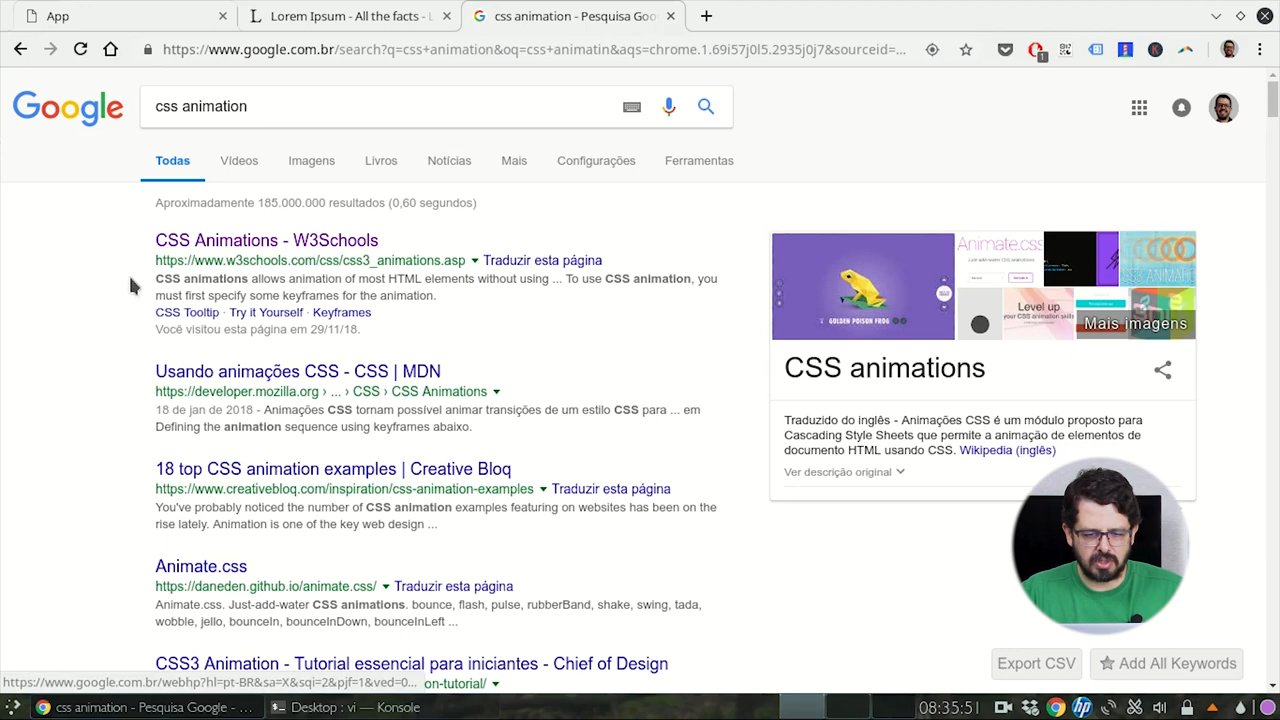 App
Lorem Ipsum - All the facts - L
css animation - Pesquisa Goo
https://www.google.com.br/search?q=css+animation&oq=css+animatin&aqs=chrome.1.69i57j0l5.2935j0j7&sourceid=...
1
Google
css animation
Todas
Vídeos
Imagens
Livros
Notícias
Mais
Configurações
Ferramentas
Aproximadamente 185.000.000 resultados (0,60 segundos)
CSS Animations - W3Schools
https://www.w3schools.com/css/css3_animations.asp
Traduzir esta página
CSS animations allows animation of most HTML elements without using ... To use CSS animation, you
must first specify some keyframes for the animation.
CSS Tooltip · Try it Yourself · Keyframes
Você visitou esta página em 29/11/18.
Usando animações CSS - CSS | MDN
https://developer.mozilla.org › ... › CSS › CSS Animations
18 de jan de 2018 - Animações CSS tornam possível animar transições de um estilo CSS para ... em
Defining the animation sequence using keyframes abaixo.
18 top CSS animation examples | Creative Bloq
https://www.creativebloq.com/inspiration/css-animation-examples
Traduzir esta página
You've probably noticed the number of CSS animation examples featuring on websites has been on the
rise lately. Animation is one of the key web design ...
Animate.css
https://daneden.github.io/animate.css/
Traduzir esta página
Animate.css. Just-add-water CSS animations. bounce, flash, pulse, rubberBand, shake, swing, tada,
wobble, jello, bounceIn, bounceInDown, bounceInLeft ...
CSS3 Animation - Tutorial essencial para iniciantes - Chief of Design
on-tutorial/
https://www.google.com.br/webhp?hl=pt-BR&sa=X&sqi=2&pjf=1&ved=0...
GOLDEN POISON FROG
Animate.css
CSS ANIMATION
Level up
your CSS animation skills
Mais imagens
CSS animations
Traduzido do inglês - Animações CSS é um módulo proposto para
Cascading Style Sheets que permite a animação de elementos de
documento HTML usando CSS. Wikipedia (inglês)
Ver descrição original
Export CSV
Add All Keywords
css animation - Pesquisa Google - ...
Desktop : vi — Konsole
08:35:51
hp